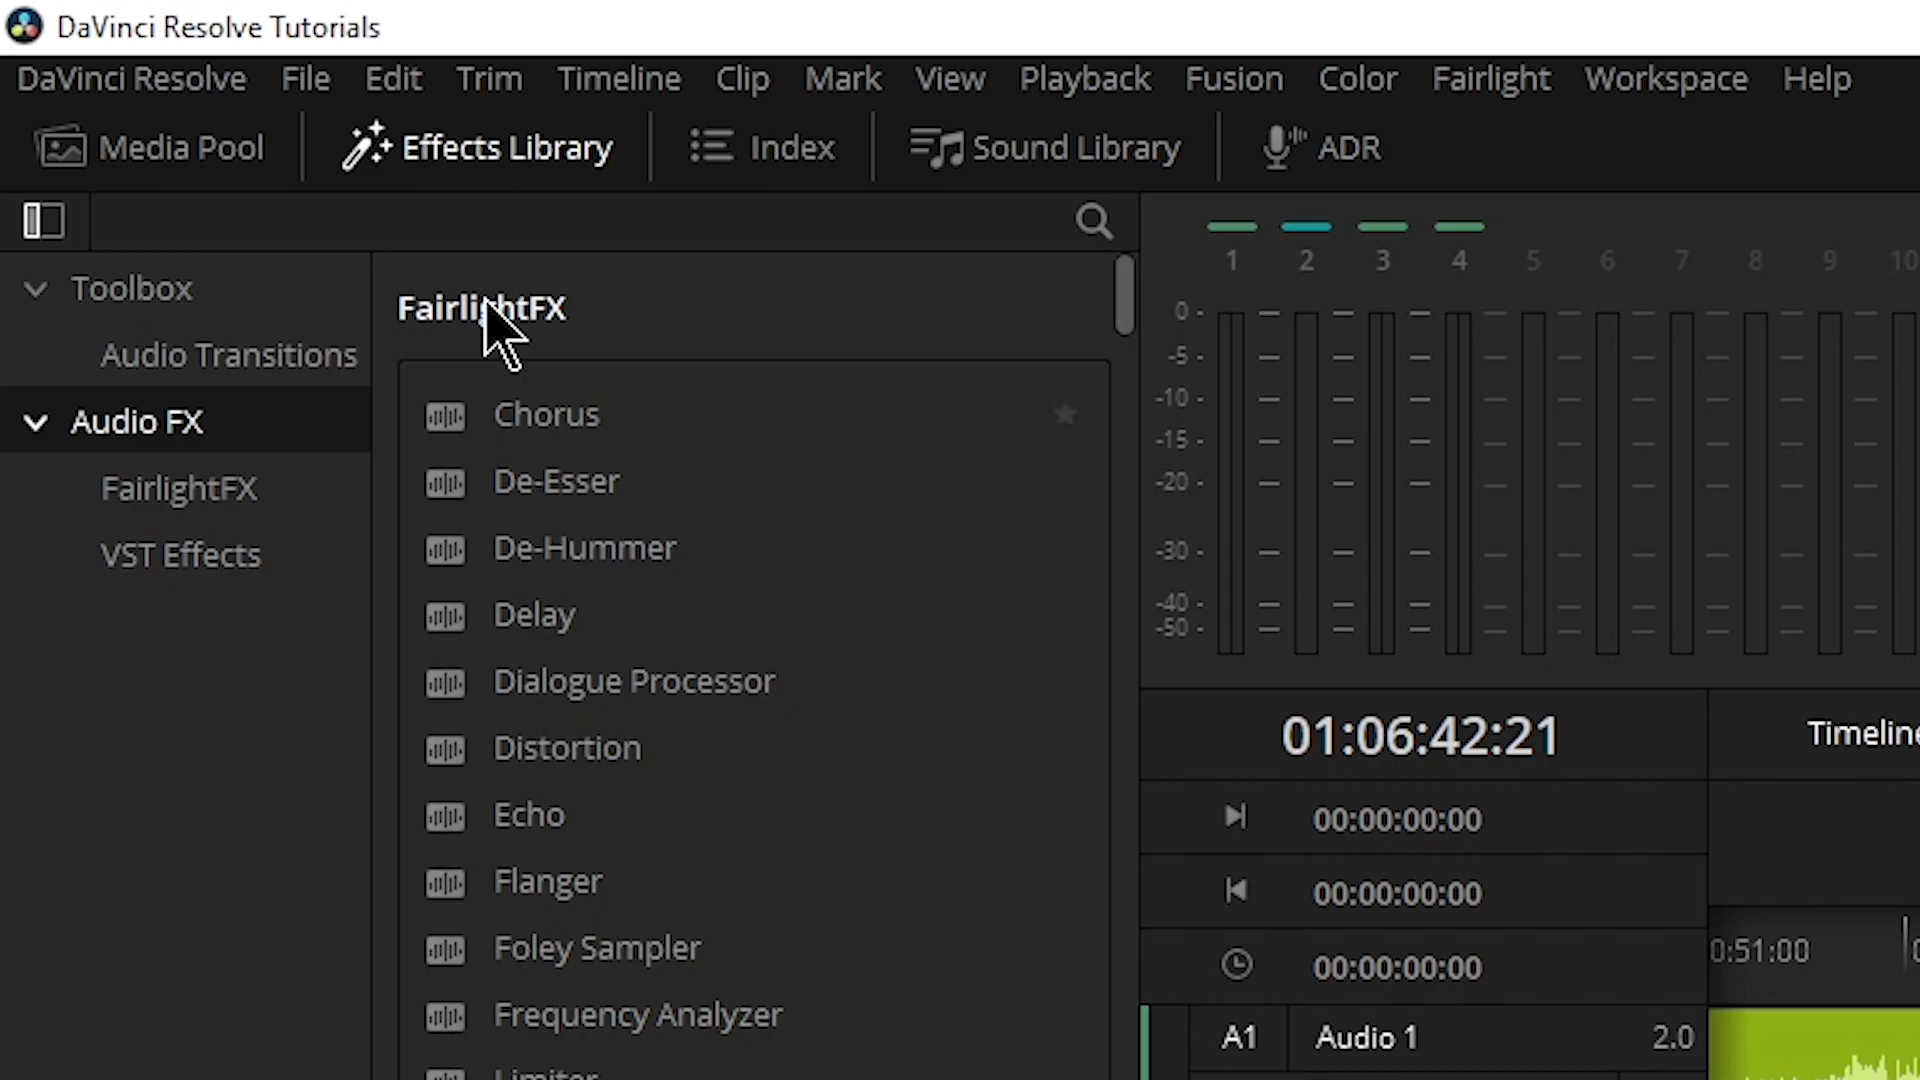 DaVinci Resolve Tutorials
DaVinci Resolve File Edit Trim Timeline Clip Mark View Playback Fusion Color Fairlight Workspace Help
Media Pool Effects Library Index Sound Library ADR
1 2 3 4 5 6 7 8 9 10
Toolbox
Audio Transitions
Audio FX
FairlightFX
VST Effects
FairlightFX
Chorus
De-Esser
De-Hummer
Delay
Dialogue Processor
Distortion
Echo
Flanger
Foley Sampler
Frequency Analyzer
Limiter
0 -
-5 -
-10 -
-15 -
-20 -
-30 -
-40 -
-50 -
01:06:42:21
Timeline
00:00:00:00
00:00:00:00
00:00:00:00
0:51:00
A1 Audio 1 2.0